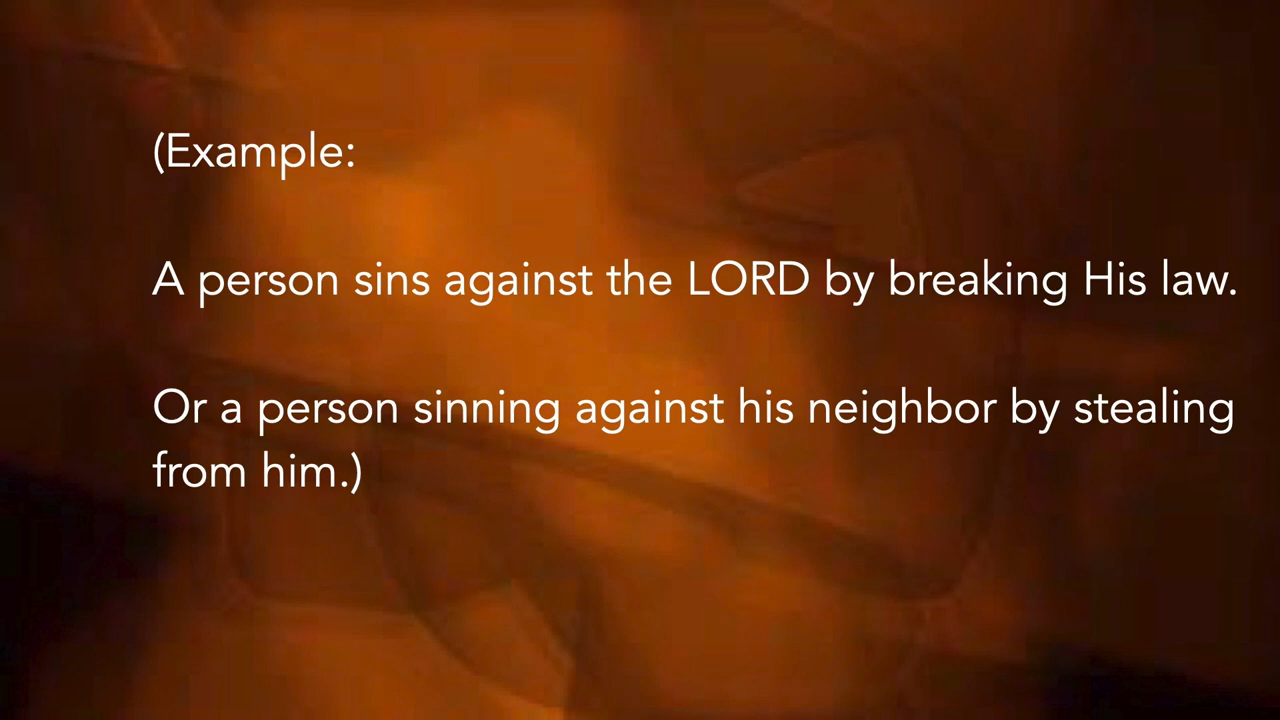 (Example:
A person sins against the LORD by breaking His law.
Or a person sinning against his neighbor by stealing
from him.)